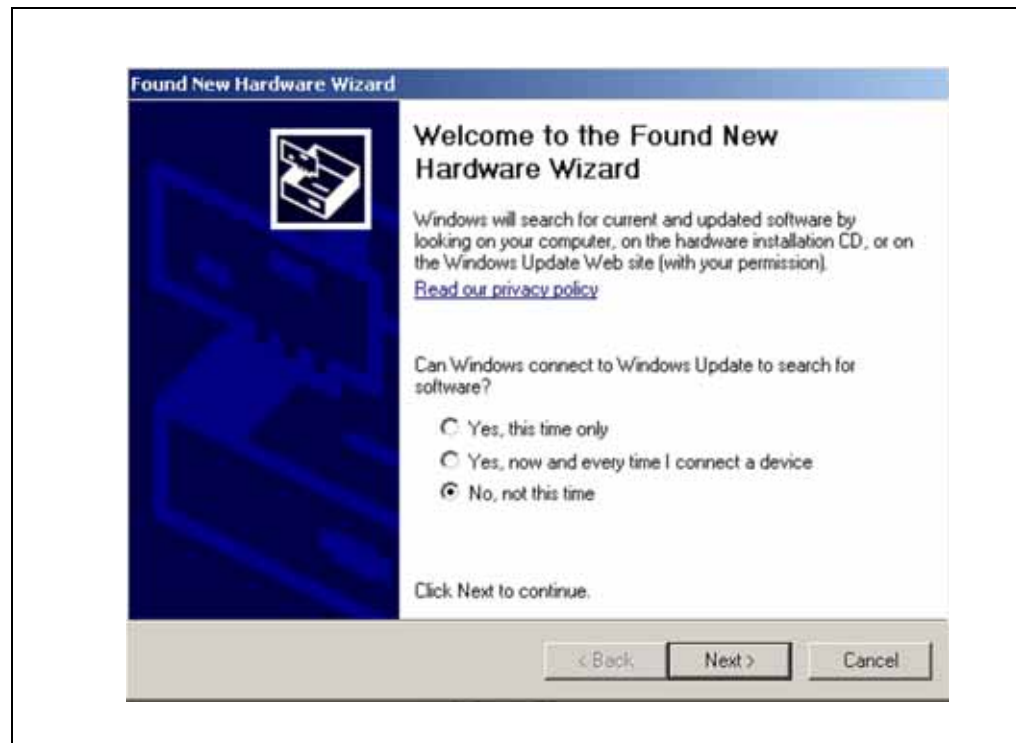 Found New Hardware Wizard
Welcome to the Found New
Hardware Wizard
Windows will search for current and updated software by
looking on your computer, on the hardware installation CD, or on
the Windows Update Web site (with your permission).
Read our privacy policy
Can Windows connect to Windows Update to search for
software?
Yes, this time only
Yes, now and every time I connect a device
No, not this time
Click Next to continue.
< Back Next > Cancel